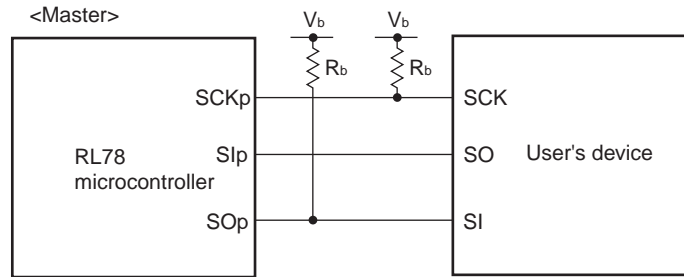 <Master>
Vb
Vb
Rb
Rb
SCKp
SCK
SIp
SO
RL78
microcontroller
User's device
SOp
SI